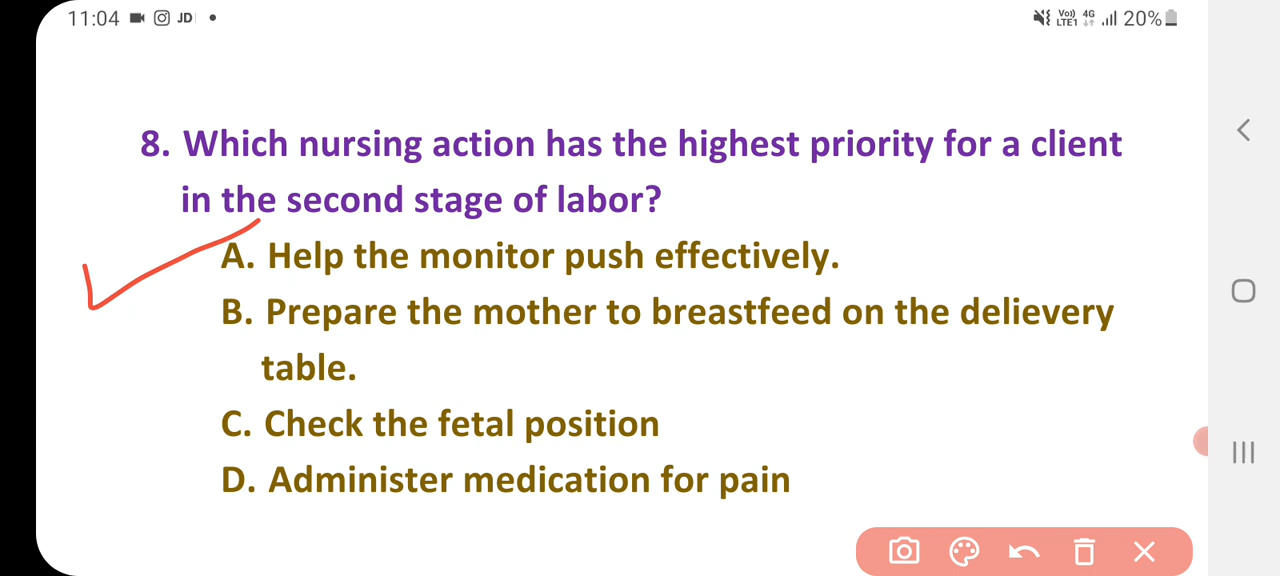 11:04 JD
Vo)) 4G
LTE1 20%
8. Which nursing action has the highest priority for a client
in the second stage of labor?
A. Help the monitor push effectively.
B. Prepare the mother to breastfeed on the delievery
table.
C. Check the fetal position
D. Administer medication for pain